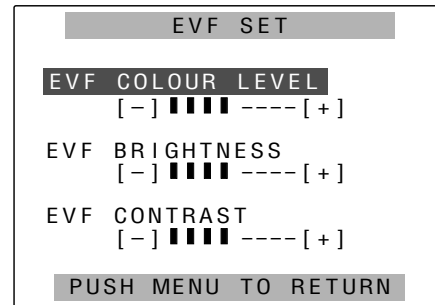 EVF SET
EVF COLOUR LEVEL
[-]▮▮▮▮----[+]
EVF BRIGHTNESS
[-]▮▮▮▮----[+]
EVF CONTRAST
[-]▮▮▮▮----[+]
PUSH MENU TO RETURN